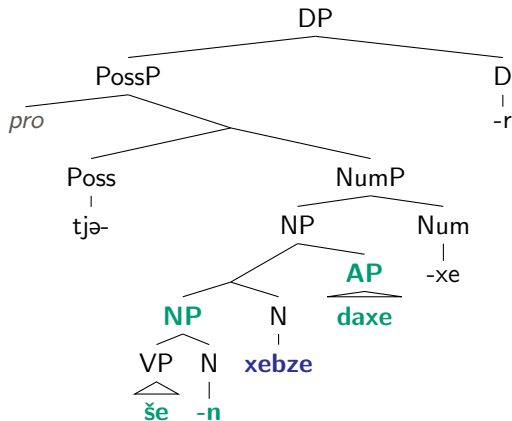 DP
PossP D
pro -r
Poss NumP
tjə- NP Num
AP -xe
NP N daxe
VP N xebze
še -n